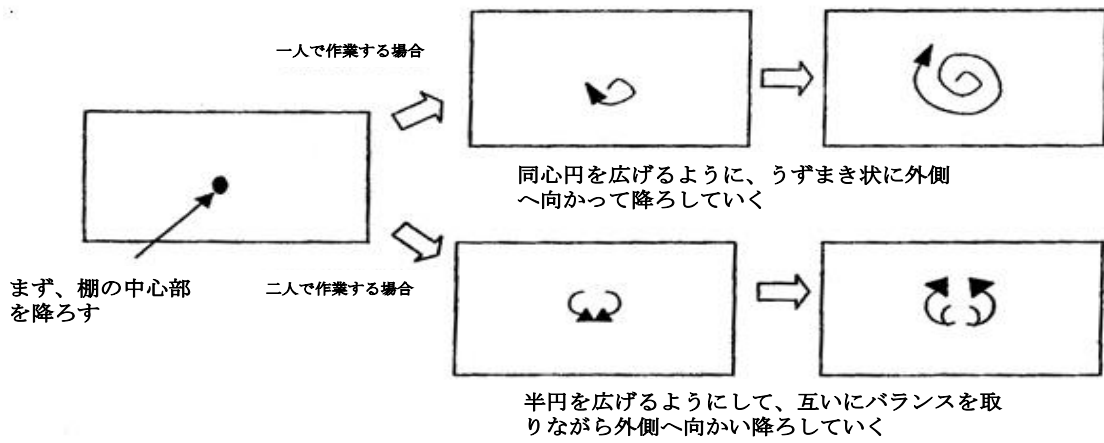 一人で作業する場合
同心円を広げるように、うずまき状に外側
へ向かって降ろしていく
まず、棚の中心部
を降ろす
二人で作業する場合
半円を広げるようにして、互いにバランスを取
りながら外側へ向かい降ろしていく